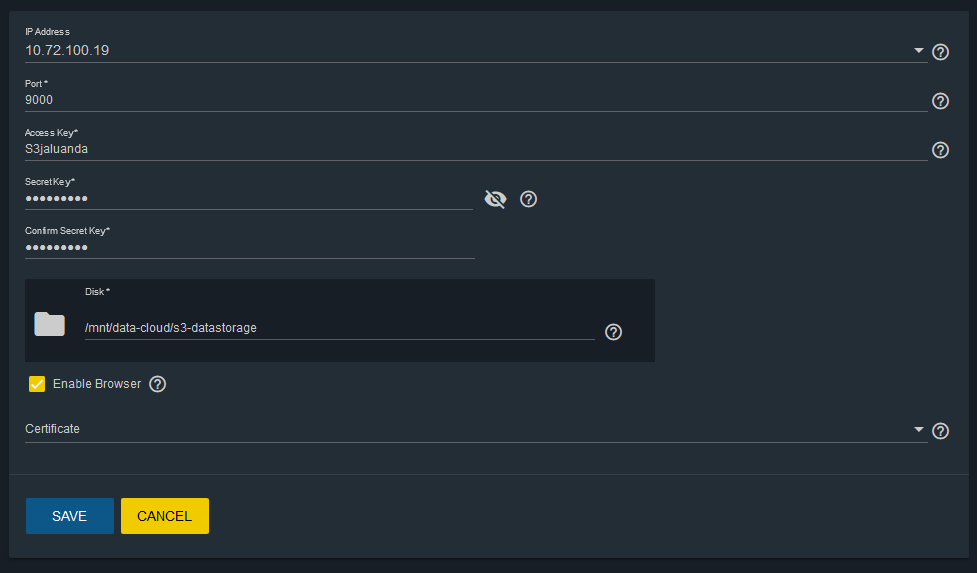 IP Address
10.72.100.19
Port *
9000
Access Key*
S3jaluanda
Secret Key*
•••••••••
Confirm Secret Key*
•••••••••
Disk *
/mnt/data-cloud/s3-datastorage
Enable Browser
Certificate
SAVE CANCEL